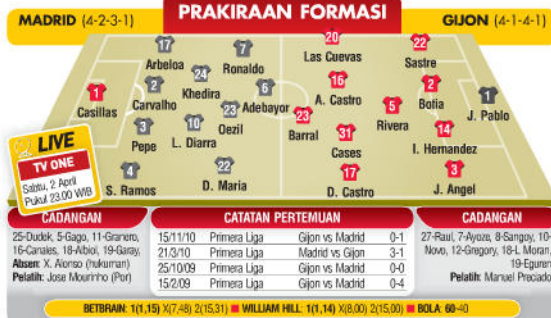 MADRID (4-2-3-1)
PRAKIRAAN FORMASI
GIJON (4-1-4-1)
17
Arbeloa
7
Ronaldo
20
Las Cuevas
22
Sastre
1
Casillas
2
Carvalho
24
Khedira
6
Adebayor
16
A. Castro
2
Botia
1
J. Pablo
3
Pepe
10
L. Diarra
23
Oezil
23
Barral
31
Cases
5
Rivera
14
I. Hernandez
4
S. Ramos
22
D. Maria
17
D. Castro
3
J. Angel
LIVE
TV ONE
Sabtu, 2 April
Pukul 23.00 WIB
CADANGAN
25-Dudek, 5-Gago, 11-Granero,
16-Canales, 18-Albiol, 19-Garay,
Absen: X. Alonso (hukuman)
Pelatih: Jose Mourinho (Por)
CATATAN PERTEMUAN
15/11/10 Primera Liga Gijon vs Madrid 0-1
21/3/10 Primera Liga Madrid vs Gijon 3-1
25/10/09 Primera Liga Gijon vs Madrid 0-0
15/2/09 Primera Liga Gijon vs Madrid 0-4
CADANGAN
27-Raul, 7-Ayoze, 8-Sangoy, 10-
Novo, 12-Gregory, 18-L. Moran,
19-Eguren
Pelatih: Manuel Preciado
BETBRAIN: 1(1,15) X(7,48) 2(15,31) WILLIAM HILL: 1(1,14) X(8,00) 2(15,00) BOLA: 60-40